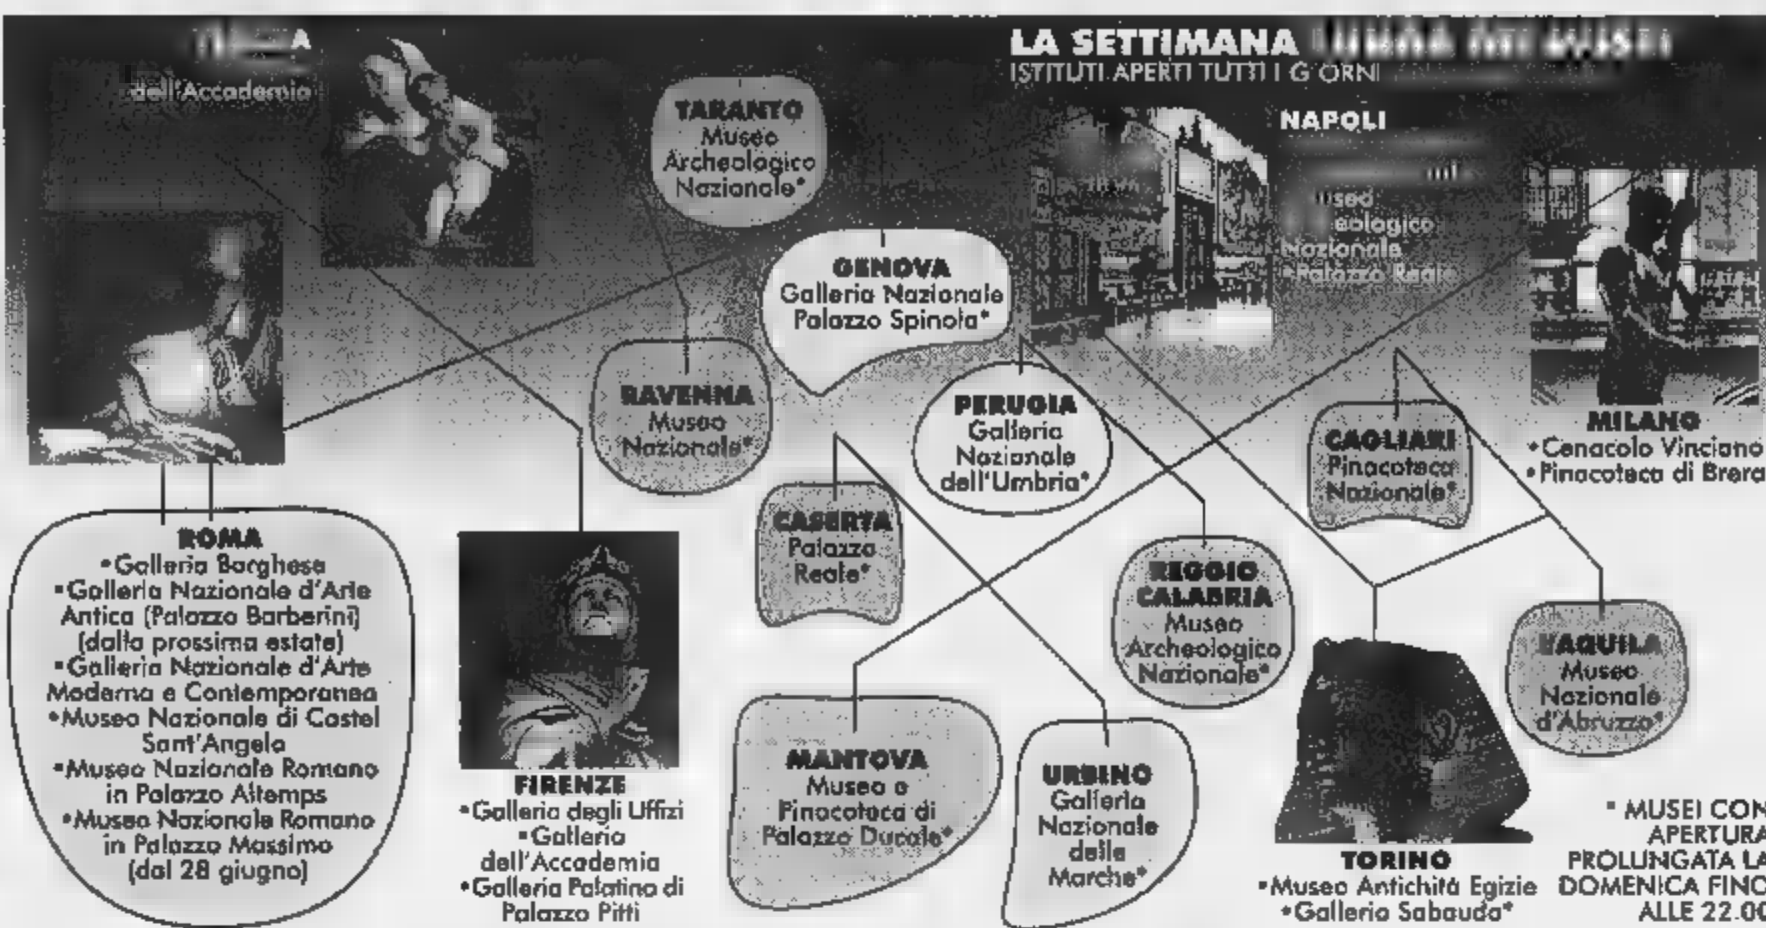 LA SETTIMANA
ISTITUTI APERTI TUTTI I G ORNI
dell'Accademia
TARANTO
Museo
Archeologico
Nazionale*
NAPOLI
Nazionale
•Palazzo Reale
GENOVA
Galleria Nazionale
Palazzo Spinola*
RAVENNA
Museo
Nazionale*
PERUGIA
Galleria
Nazionale
dell'Umbria*
CAGLIARI
Pinacoteca
Nazionale*
MILANO
•Cenacolo Vinciano
•Pinacoteca di Brera
CASERTA
Palazzo
Reale*
ROMA
•Galleria Borghese
•Galleria Nazionale d'Arte
Antica (Palazzo Barberini)
(dalla prossima estate)
•Galleria Nazionale d'Arte
Moderna e Contemporanea
•Museo Nazionale di Castel
Sant'Angelo
•Museo Nazionale Romano
in Palazzo Altemps
•Museo Nazionale Romano
in Palazzo Massimo
(dal 28 giugno)
REGGIO
CALABRIA
Museo
Archeologico
Nazionale*
L'AQUILA
Museo
Nazionale
d'Abruzzo*
FIRENZE
•Galleria degli Uffizi
•Galleria
dell'Accademia
•Galleria Palatina di
Palazzo Pitti
MANTOVA
Museo e
Pinacoteca di
Palazzo Ducale*
URBINO
Galleria
Nazionale
delle
Marche*
TORINO
•Museo Antichità Egizie
•Galleria Sabauda*
* MUSEI CON
APERTURA
PROLUNGATA LA
DOMENICA FINO
ALLE 22.00